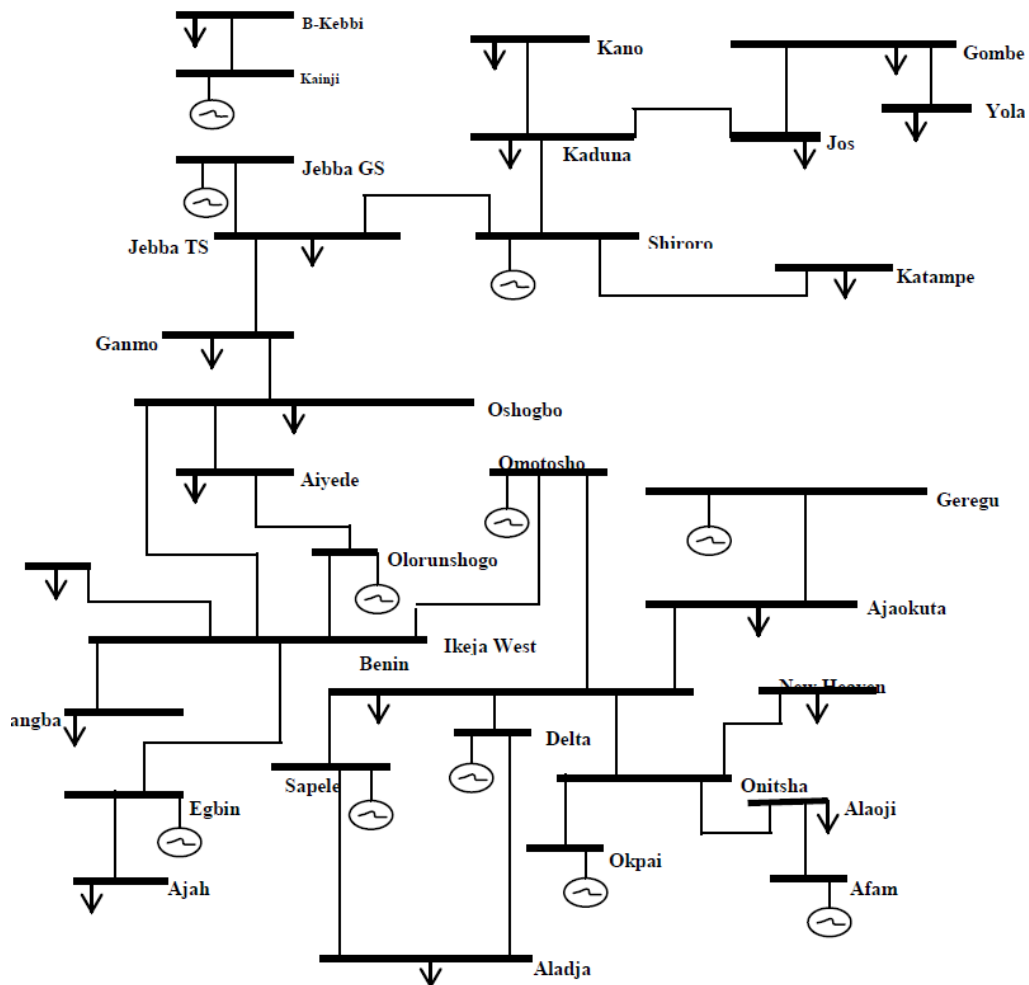 B-Kebbi
Kano
Gombe
Kainji
Yola
Jos
Kaduna
Jebba GS
Jebba TS
Shiroro
Katampe
Ganmo
Oshogbo
Omotosho
Aiyede
Geregu
Olorunshogo
Ajaokuta
Ikeja West
Benin
New Heaven
angba
Delta
Sapele
Onitsha
Egbin
Alaoji
Okpai
Ajah
Afam
Aladja